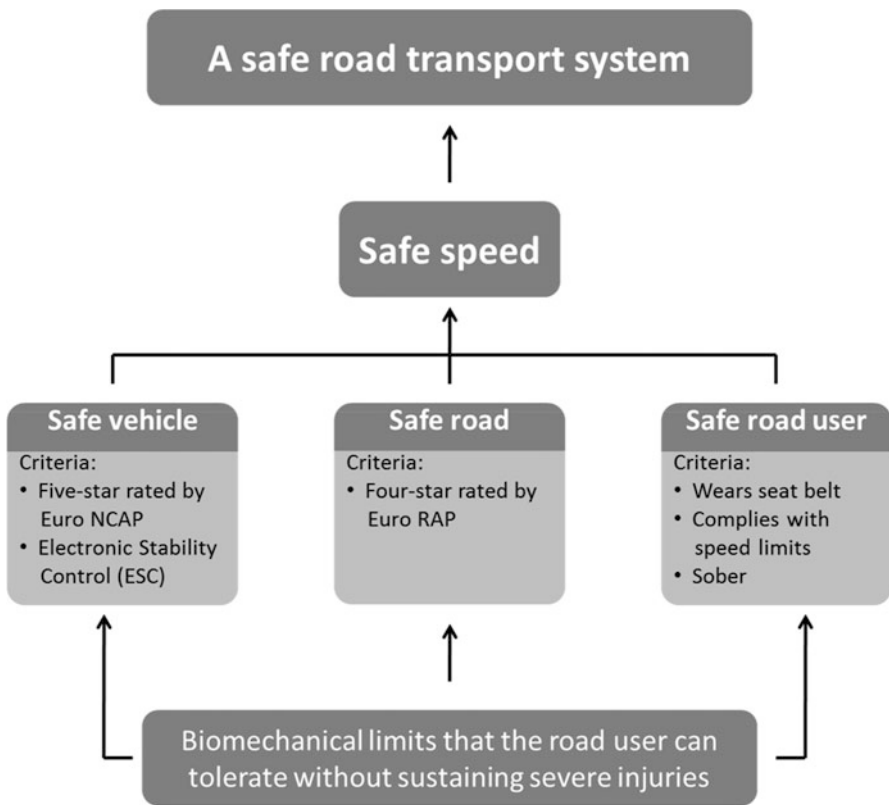 A safe road transport system
Safe speed
Safe vehicle
Criteria:
• Five-star rated by
Euro NCAP
• Electronic Stability
Control (ESC)
Safe road
Criteria:
• Four-star rated by
Euro RAP
Safe road user
Criteria:
• Wears seat belt
• Complies with
speed limits
• Sober
Biomechanical limits that the road user can
tolerate without sustaining severe injuries